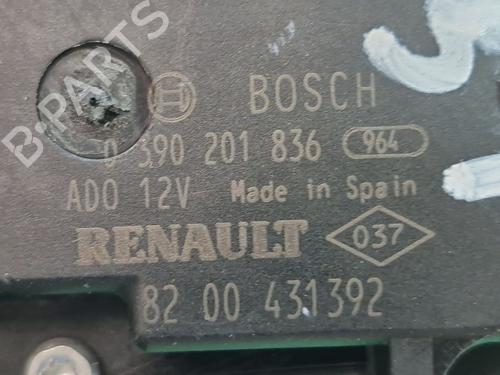 BOSCH
0 390 201 836 964
ADO 12V Made in Spain
RENAULT 037
82 00 431392
B-PARTS